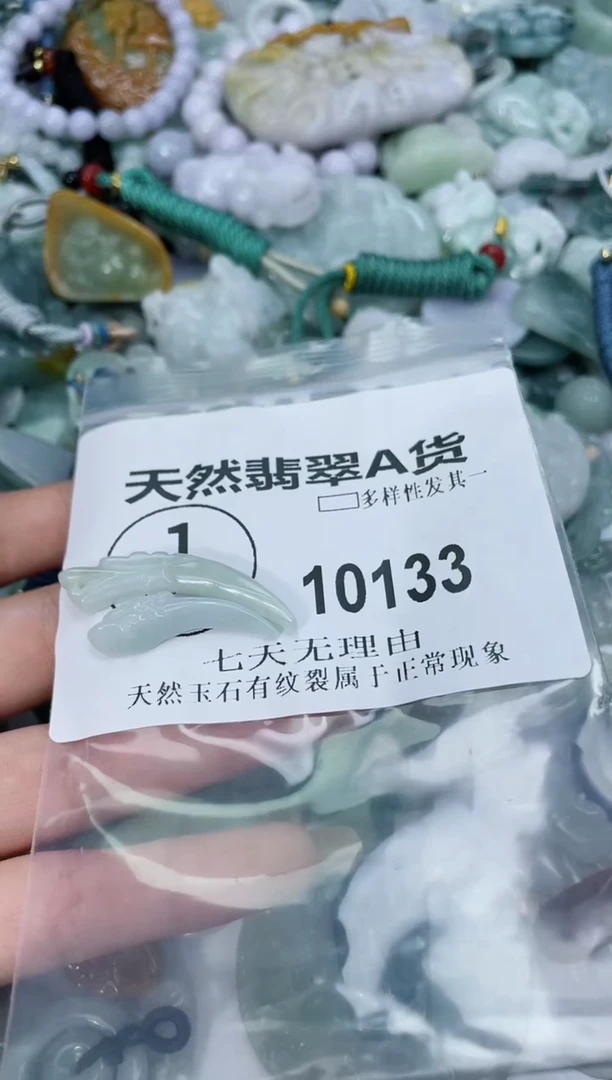 天然翡翠A货
多样性发其一
1
10133
七天无理由
天然玉石有纹裂属于正常现象